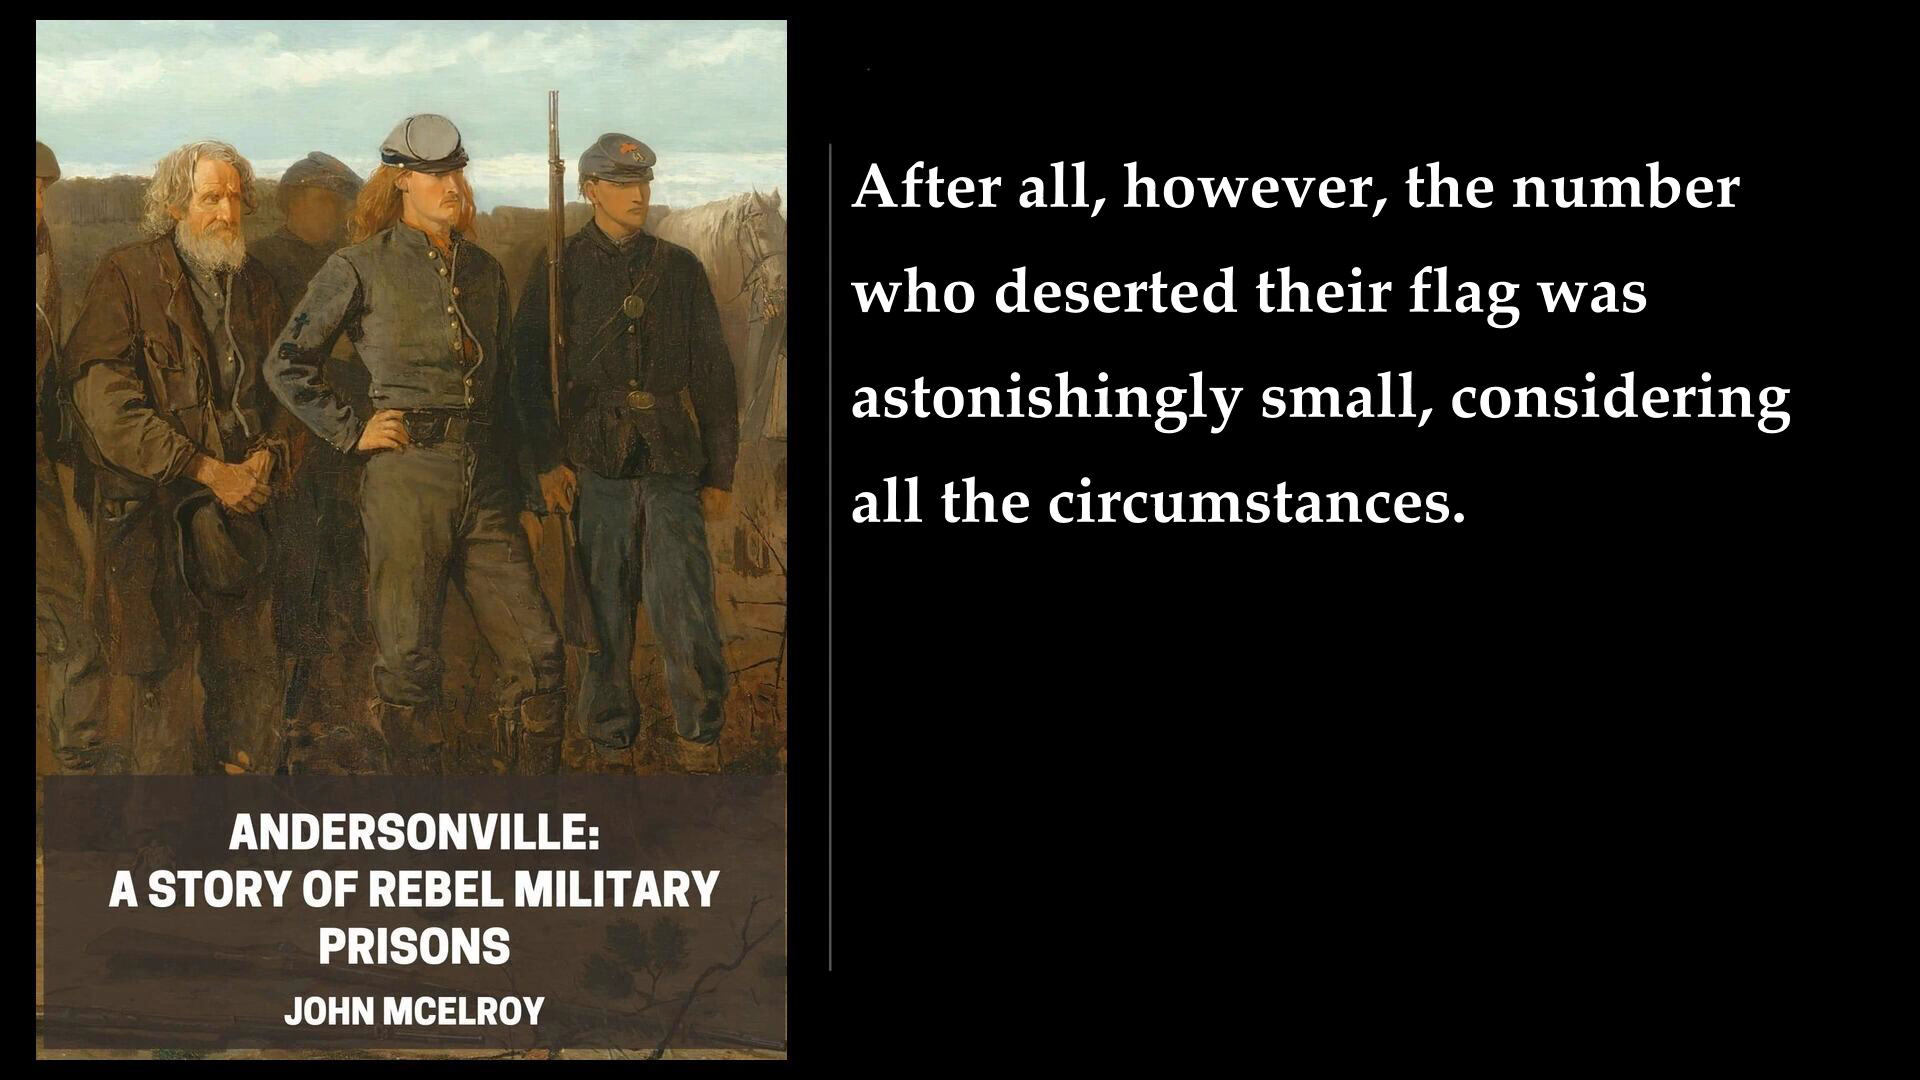 After all, however, the number
who deserted their flag was
astonishingly small, considering
all the circumstances.
ANDERSONVILLE:
A STORY OF REBEL MILITARY
PRISONS
JOHN MCELROY